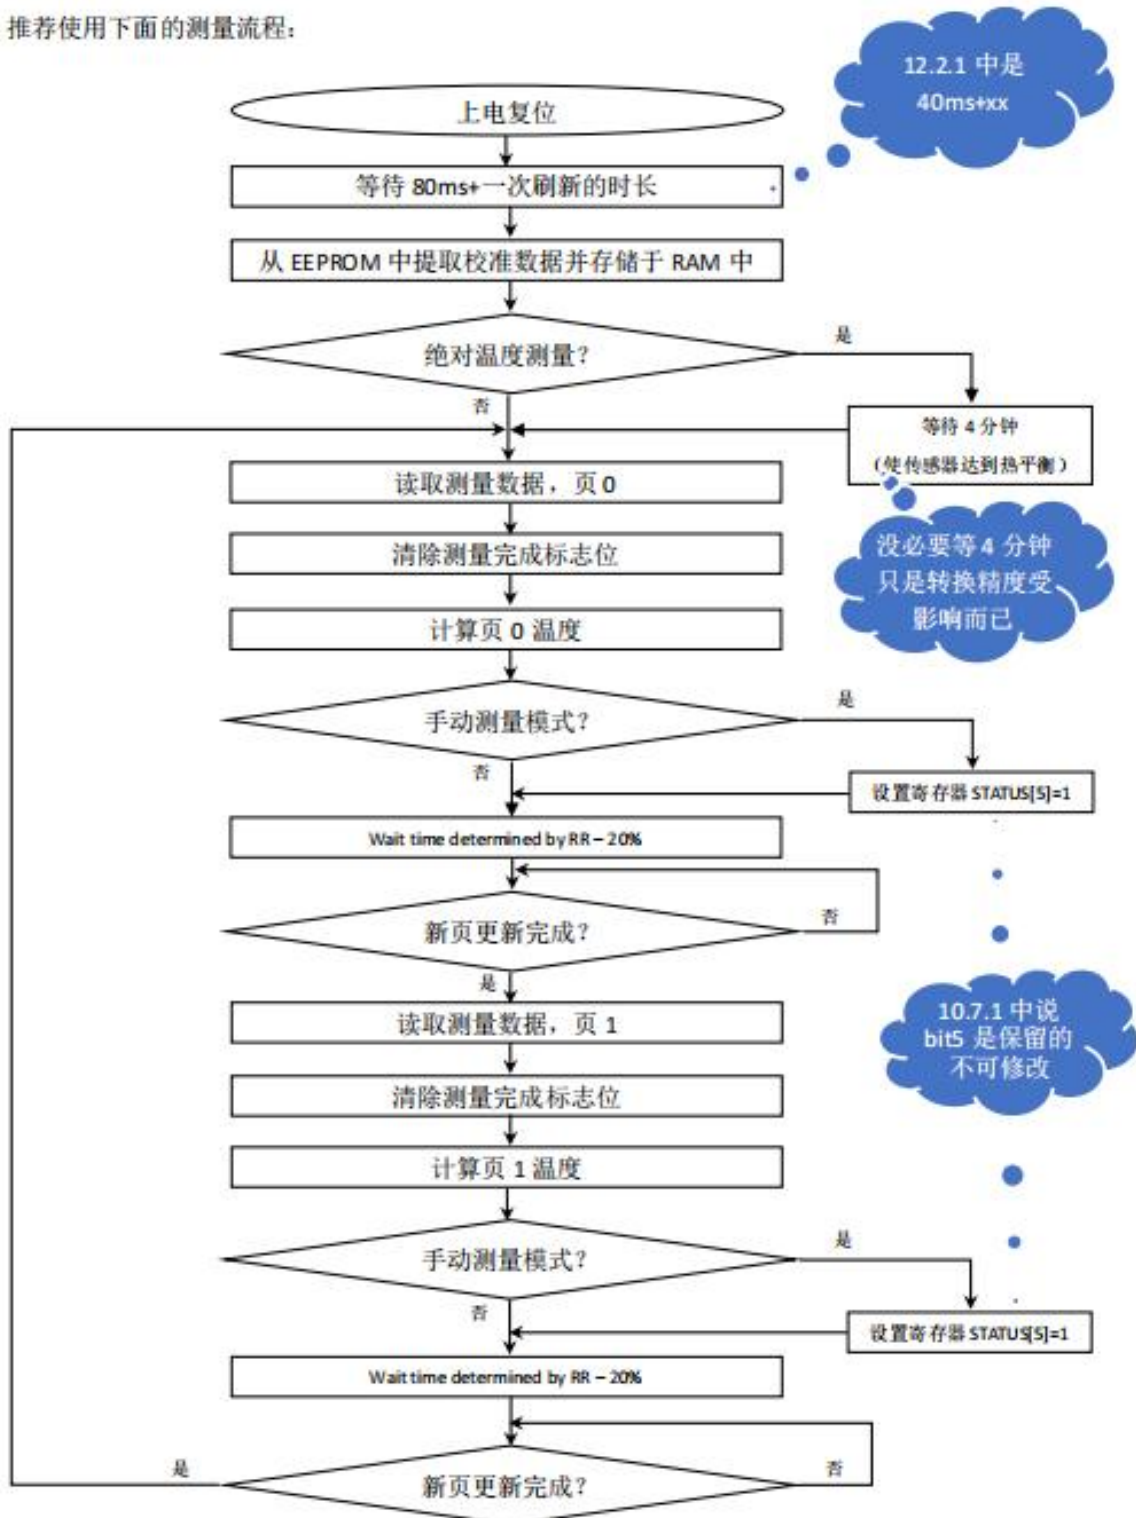 推荐使用下面的测量流程：
12.2.1 中是
40ms+xx
上电复位
等待 80ms+一次刷新的时长
从 EEPROM 中提取校准数据并存储于 RAM 中
绝对温度测量？
是
否
等待 4 分钟
（使传感器达到热平衡）
读取测量数据，页 0
没必要等 4 分钟
只是转换精度受
影响而已
清除测量完成标志位
计算页 0 温度
手动测量模式？
是
否
设置寄存器 STATUS[5]=1
Wait time determined by RR – 20%
新页更新完成？
否
是
读取测量数据，页 1
10.7.1 中说
bit5 是保留的
不可修改
清除测量完成标志位
计算页 1 温度
手动测量模式？
是
否
设置寄存器 STATUS[5]=1
Wait time determined by RR – 20%
新页更新完成？
是
否